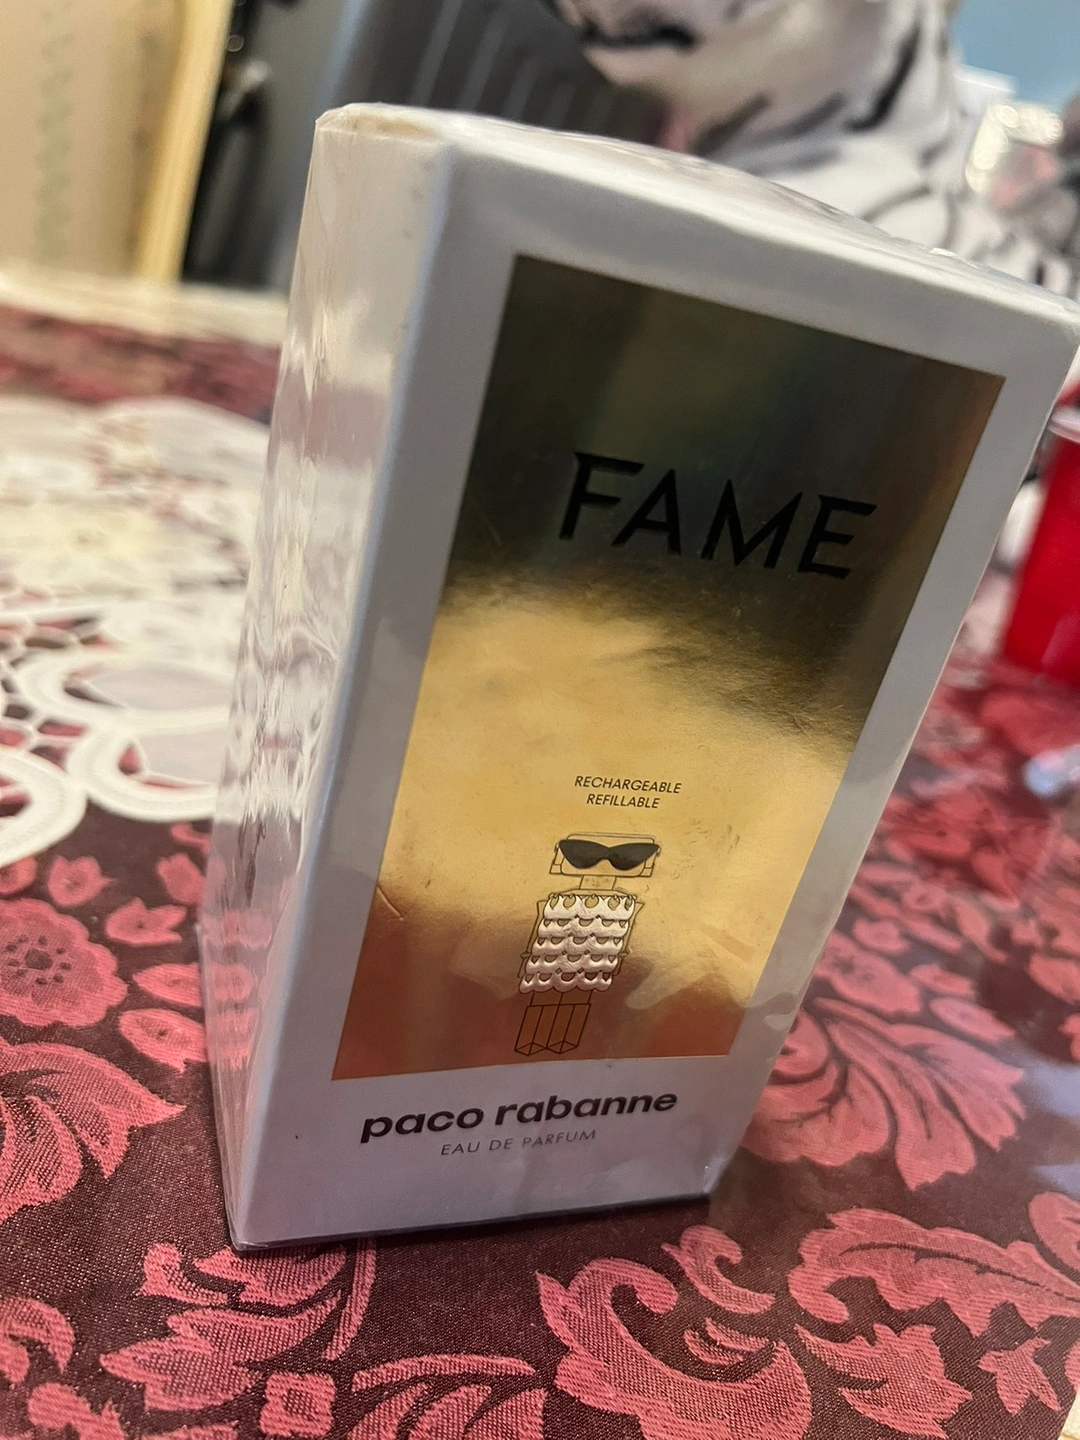 FAME
RECHARGEABLE
REFILLABLE
paco rabanne
EAU DE PARFUM